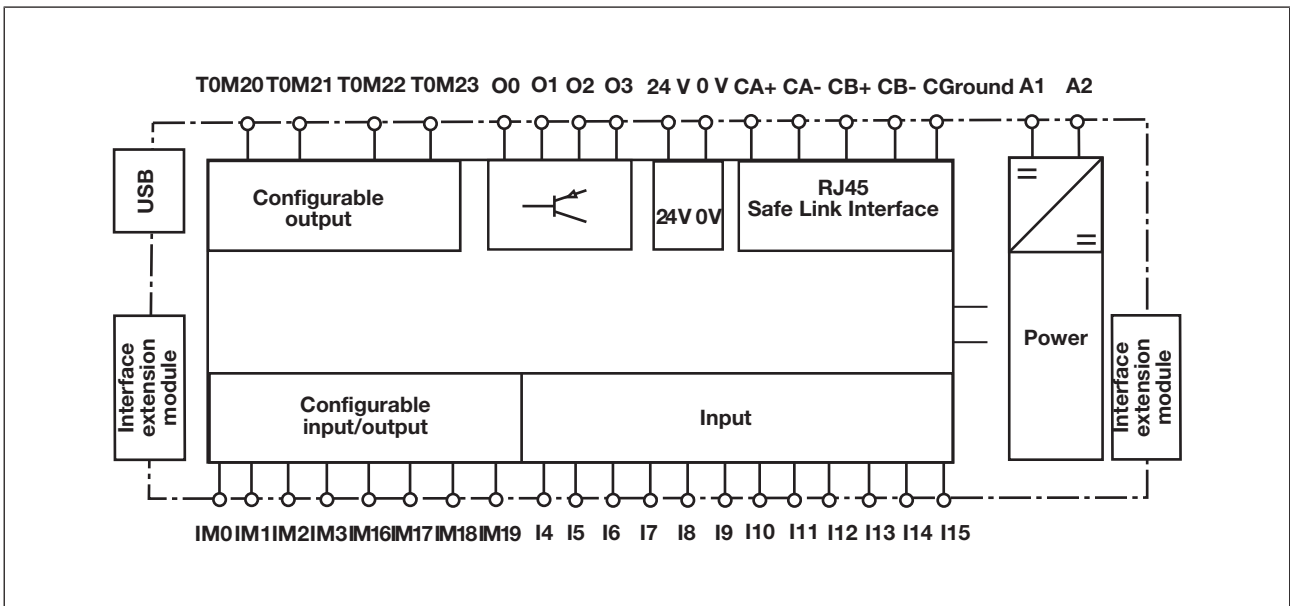 T0M20 T0M21 T0M22 T0M23 O0 O1 O2 O3 24 V 0 V CA+ CA- CB+ CB- CGround A1 A2
USB
Configurable
output
24V 0V
RJ45
Safe Link Interface
Interface
extension
module
Power
Interface
extension
module
Configurable
input/output
Input
IM0 IM1 IM2 IM3 IM16 IM17 IM18 IM19 I4 I5 I6 I7 I8 I9 I10 I11 I12 I13 I14 I15